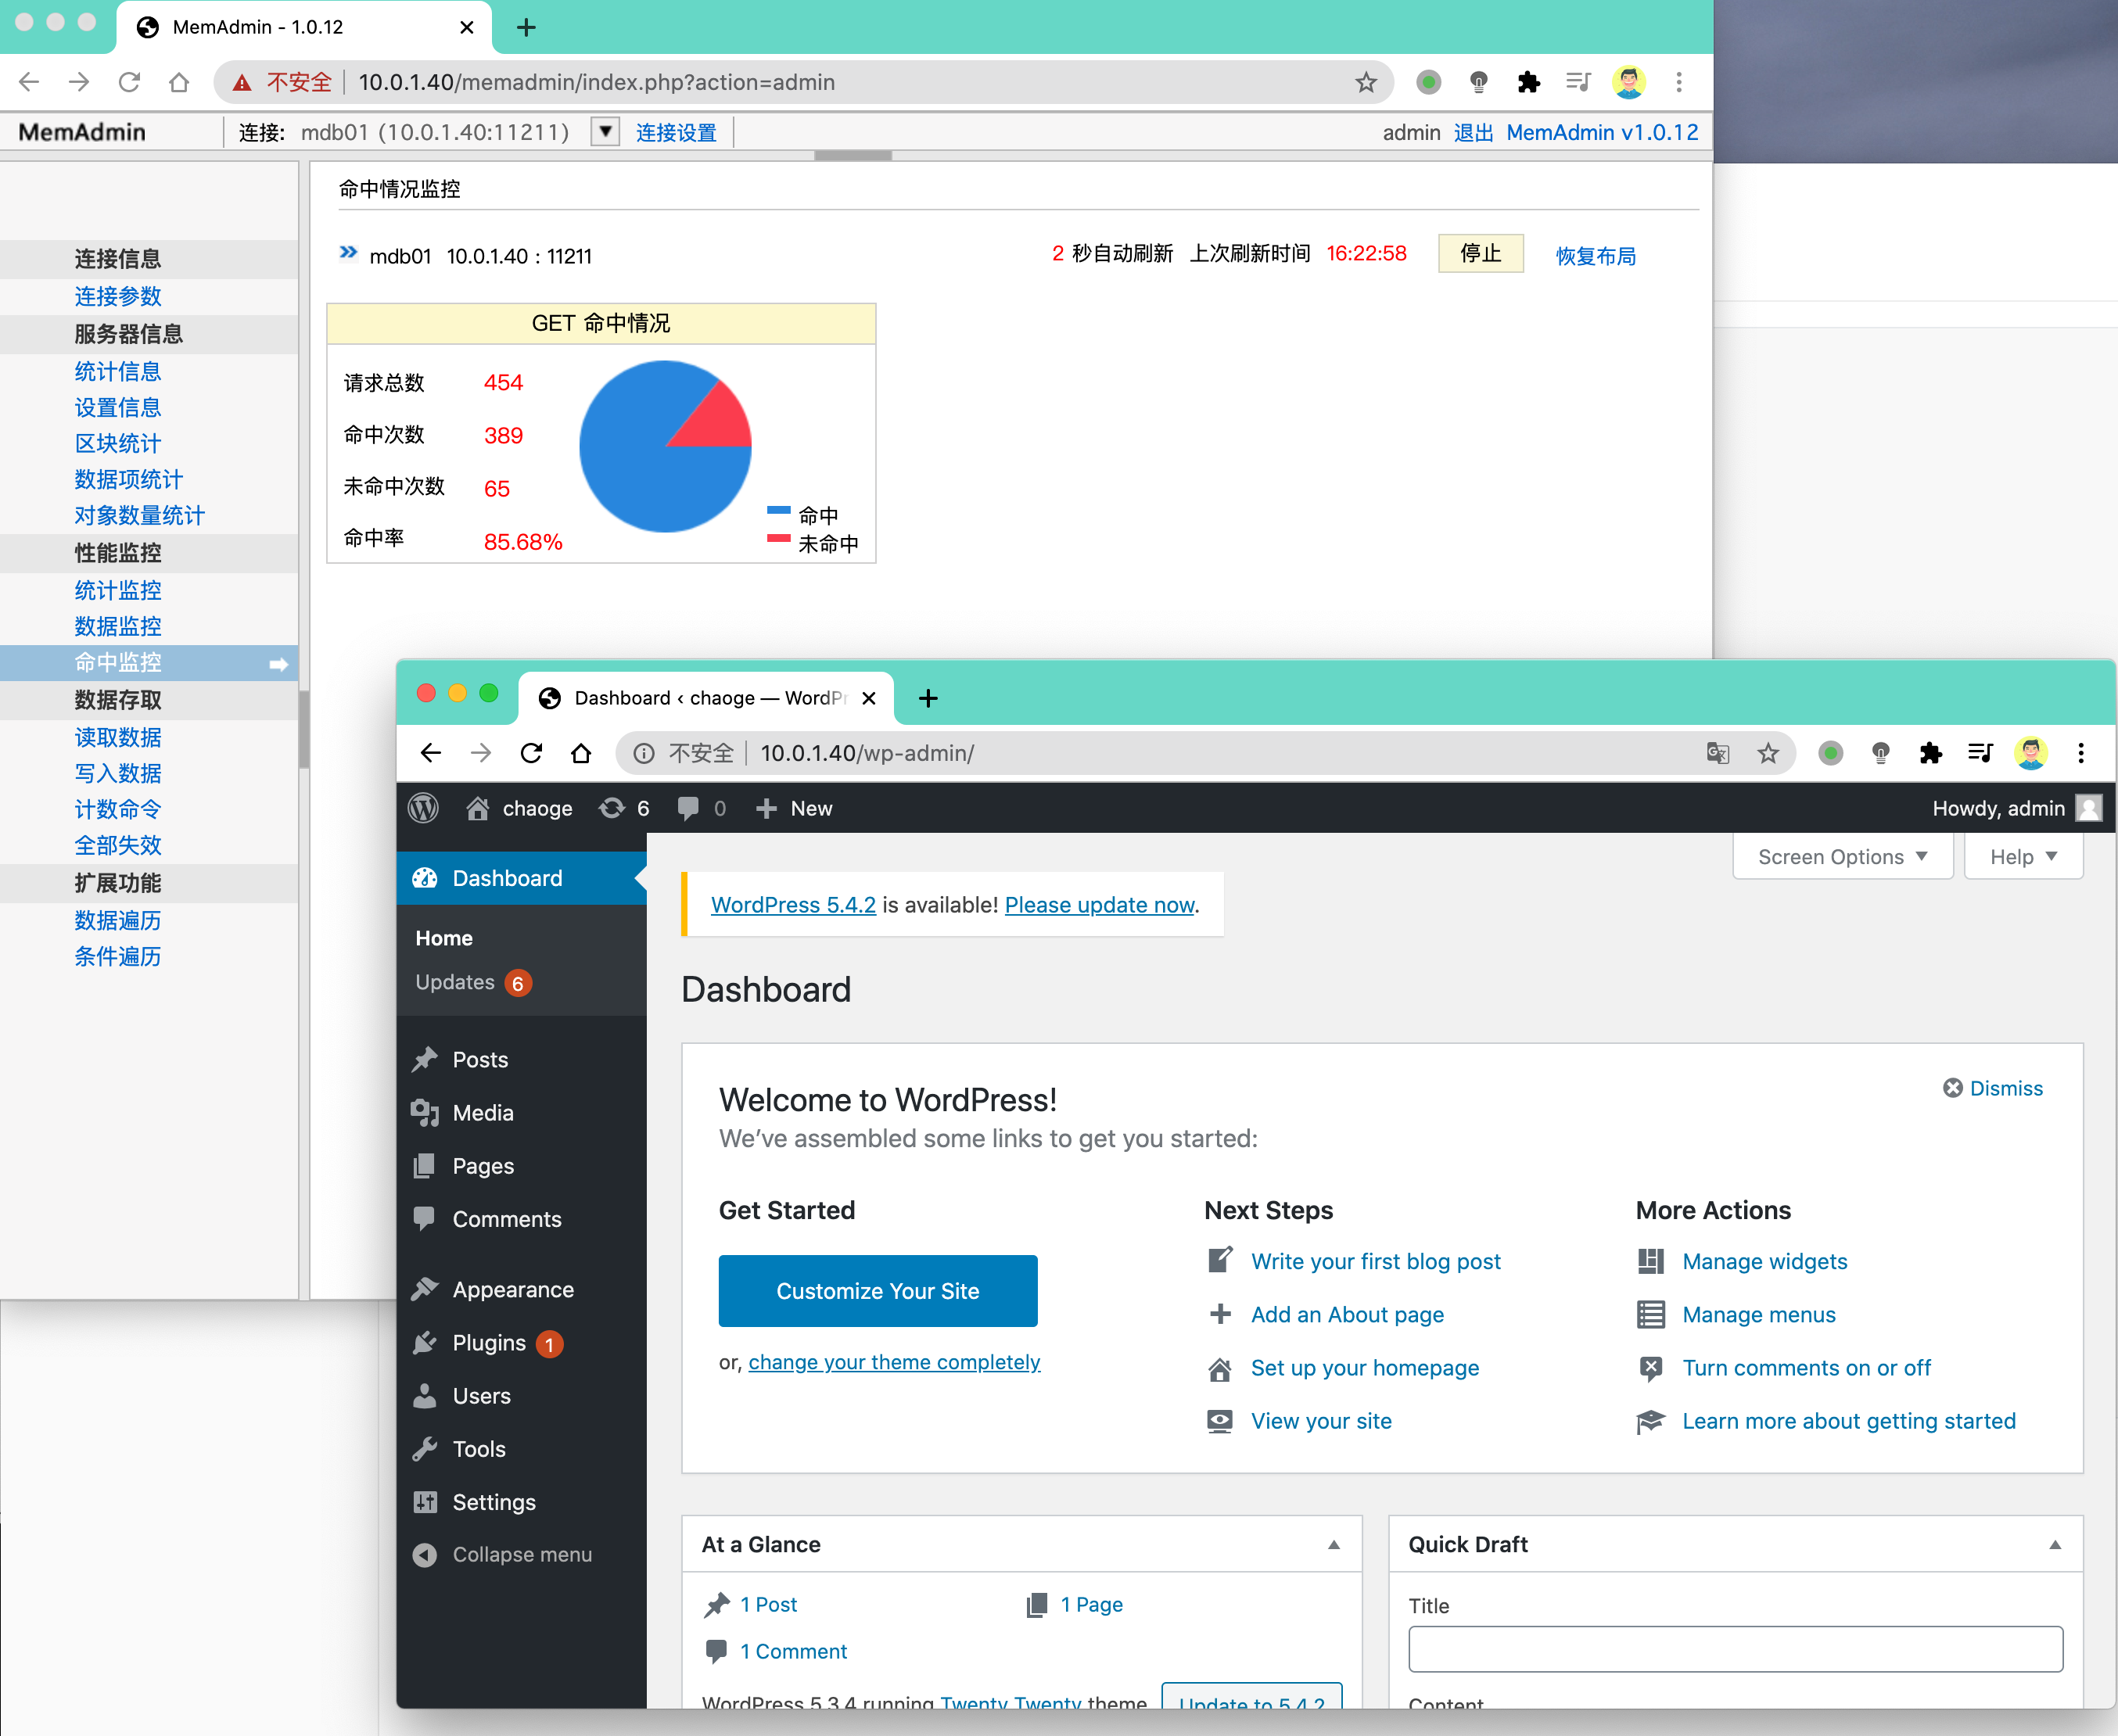 MemAdmin - 1.0.12
不安全 10.0.1.40/memadmin/index.php?action=admin
MemAdmin 连接: mdb01 (10.0.1.40:11211) 连接设置 admin 退出 MemAdmin v1.0.12
连接信息
连接参数
服务器信息
统计信息
设置信息
区块统计
数据项统计
对象数量统计
性能监控
统计监控
数据监控
命中监控
数据存取
读取数据
写入数据
计数命令
全部失效
扩展功能
数据遍历
条件遍历
命中情况监控
mdb01 10.0.1.40 : 11211 2 秒自动刷新 上次刷新时间 16:22:58 停止 恢复布局
GET 命中情况
请求总数 454
命中次数 389
未命中次数 65
命中率 85.68%
命中
未命中
Dashboard ‹ chaoge — WordPr
不安全 10.0.1.40/wp-admin/
chaoge 6 0 New Howdy, admin
Dashboard
Home
Updates 6
Posts
Media
Pages
Comments
Appearance
Plugins 1
Users
Tools
Settings
Collapse menu
Screen Options Help
WordPress 5.4.2 is available! Please update now.
Dashboard
Welcome to WordPress!
Dismiss
We’ve assembled some links to get you started:
Get Started
Customize Your Site
or, change your theme completely
Next Steps
Write your first blog post
Add an About page
Set up your homepage
View your site
More Actions
Manage widgets
Manage menus
Turn comments on or off
Learn more about getting started
At a Glance
1 Post 1 Page
1 Comment
WordPress 5.3.4 running Twenty Twenty theme Update to 5.4.2
Quick Draft
Title
Content